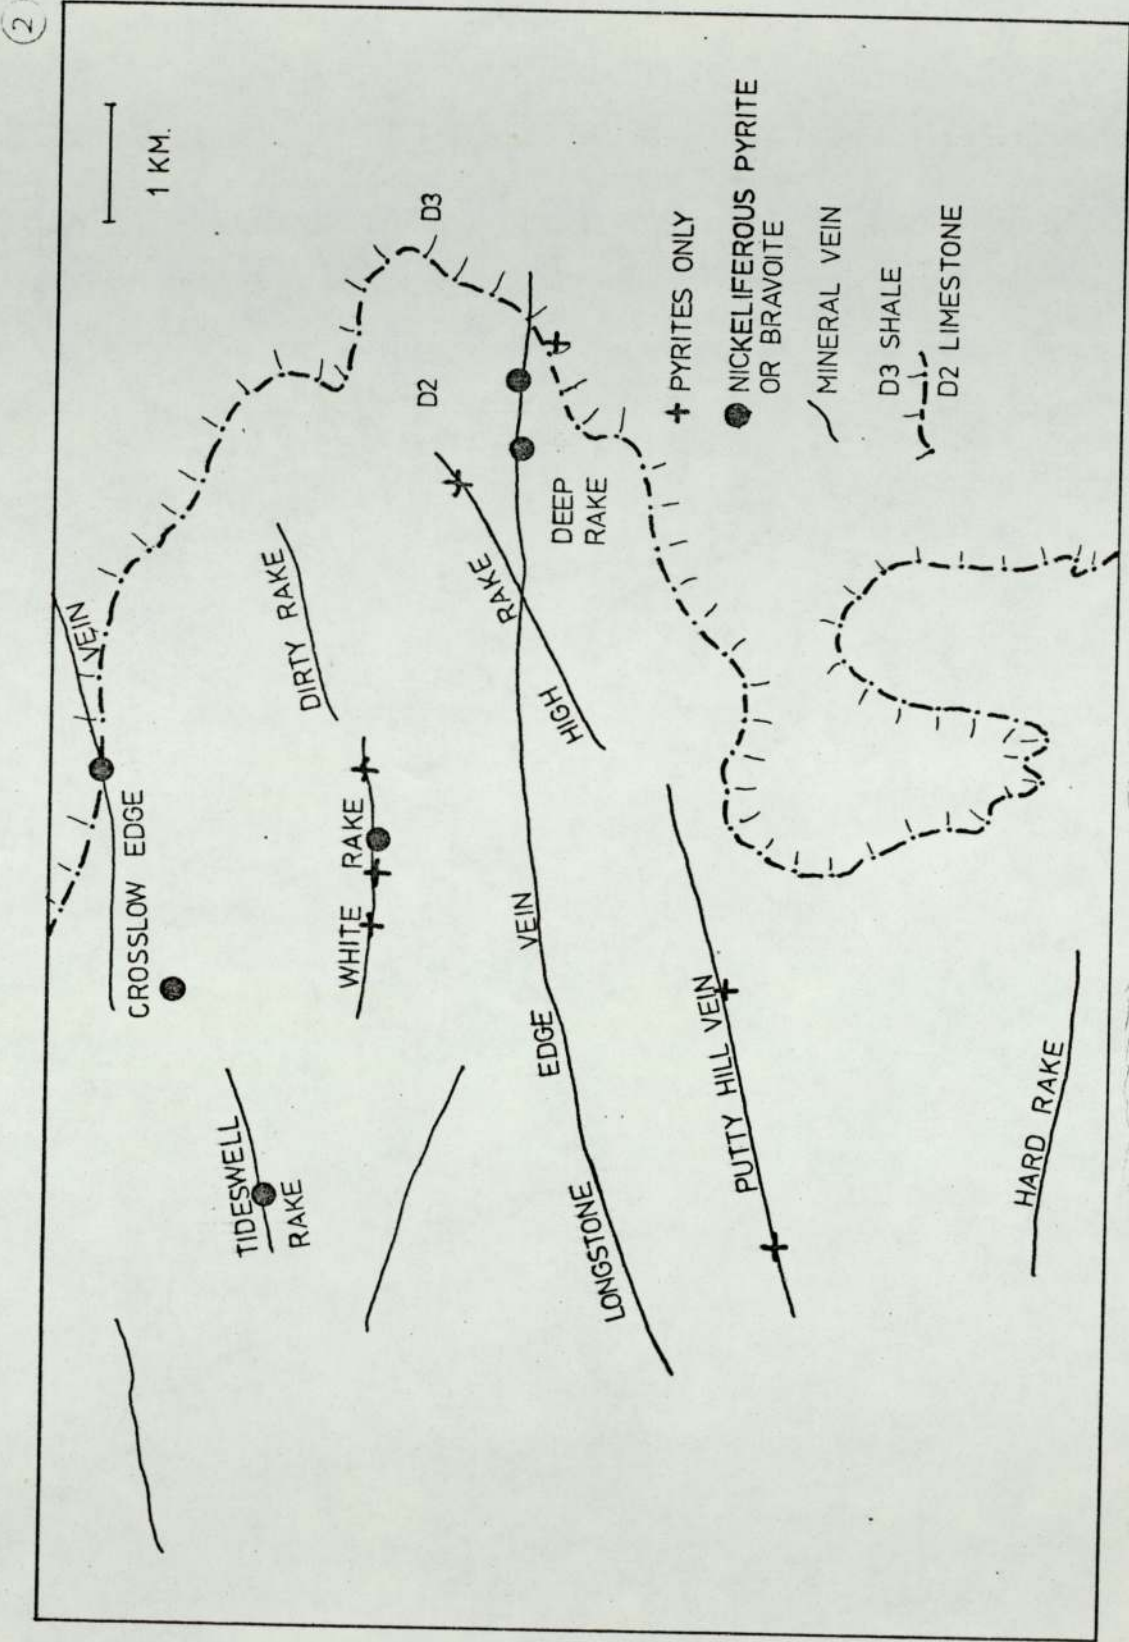 2
1 KM.
D3
D2
VEIN
CROSSLOW EDGE
DIRTY RAKE
WHITE RAKE
TIDESWELL
RAKE
HIGH RAKE
DEEP
RAKE
LONGSTONE EDGE VEIN
PUTTY HILL VEIN
HARD RAKE
PYRITES ONLY
NICKELIFEROUS PYRITE
OR BRAVOITE
MINERAL VEIN
D3 SHALE
D2 LIMESTONE